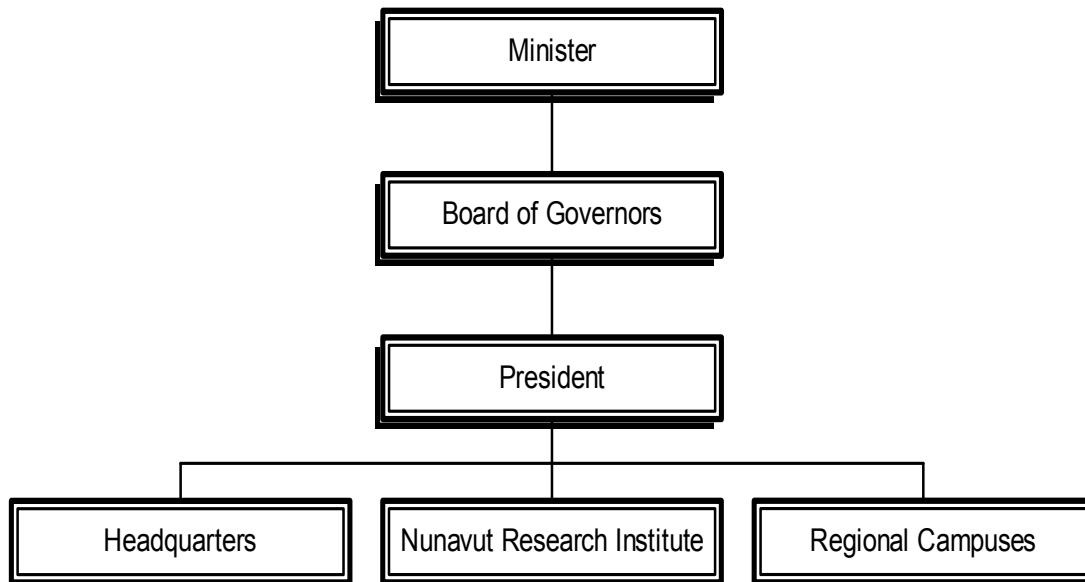 Minister
Board of Governors
President
Headquarters
Nunavut Research Institute
Regional Campuses